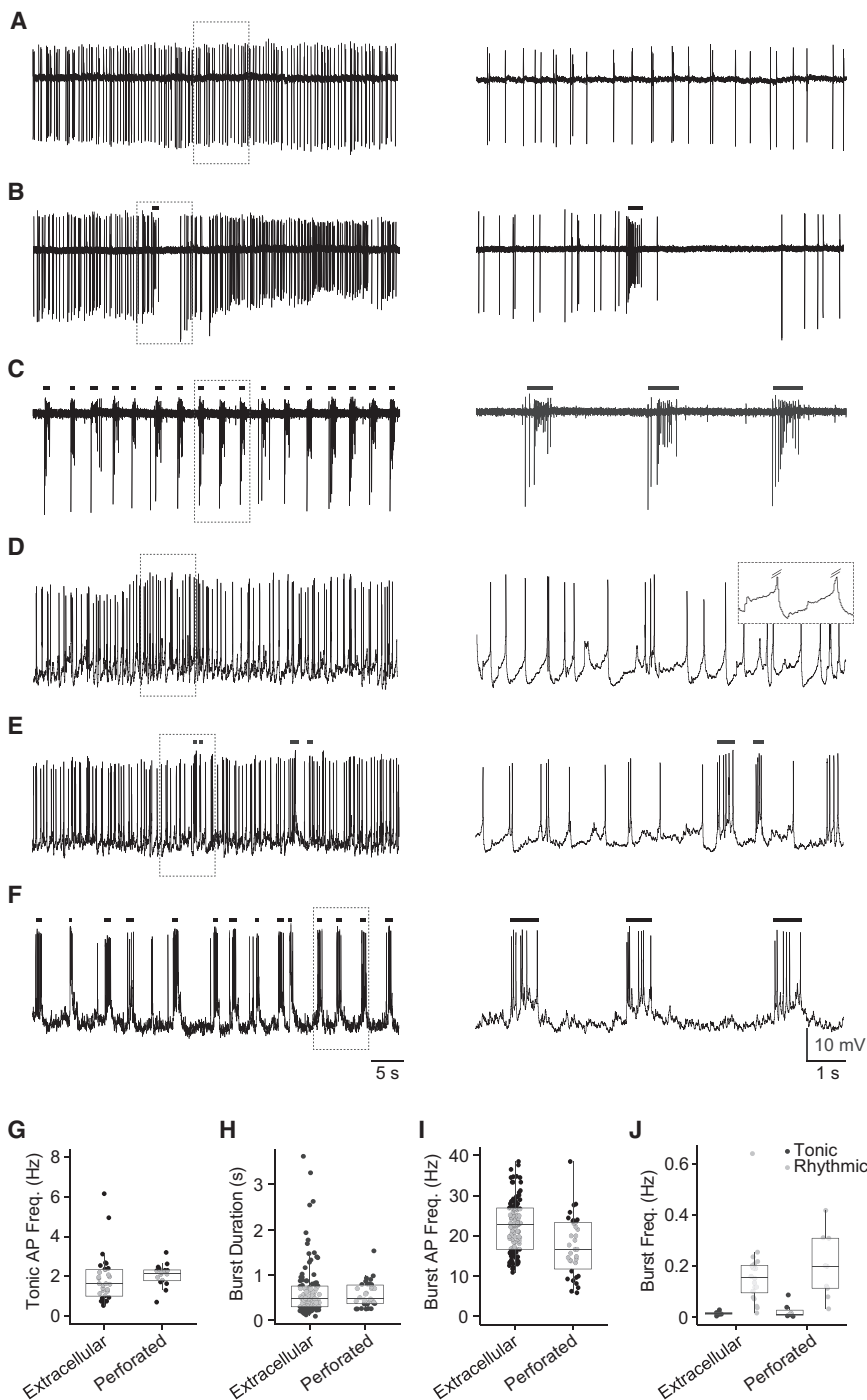 A
B
C
D
E
F
5 s
10 mV
1 s
G
Tonic AP Freq. (Hz)
8
6
4
2
0
Extracellular
Perforated
H
Burst Duration (s)
3
2
1
0
Extracellular
Perforated
I
Burst AP Freq. (Hz)
40
30
20
10
0
Extracellular
Perforated
J
Burst Freq. (Hz)
0.6
0.4
0.2
0
Tonic
Rhythmic
Extracellular
Perforated